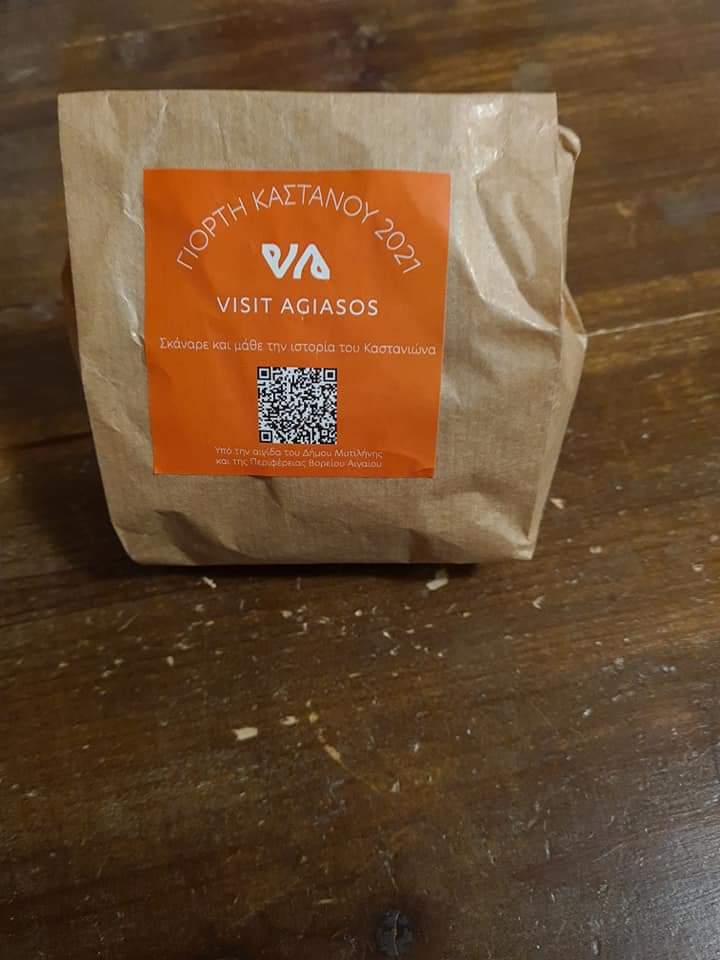 ΓΙΟΡΤΗ ΚΑΣΤΑΝΟΥ 2021
VA
VISIT AGIASOS
Σκάναρε και μάθε την ιστορία του Καστανιώνα
Υπό την αιγίδα του Δήμου Μυτιλήνης
και της Περιφέρειας Βορείου Αιγαίου